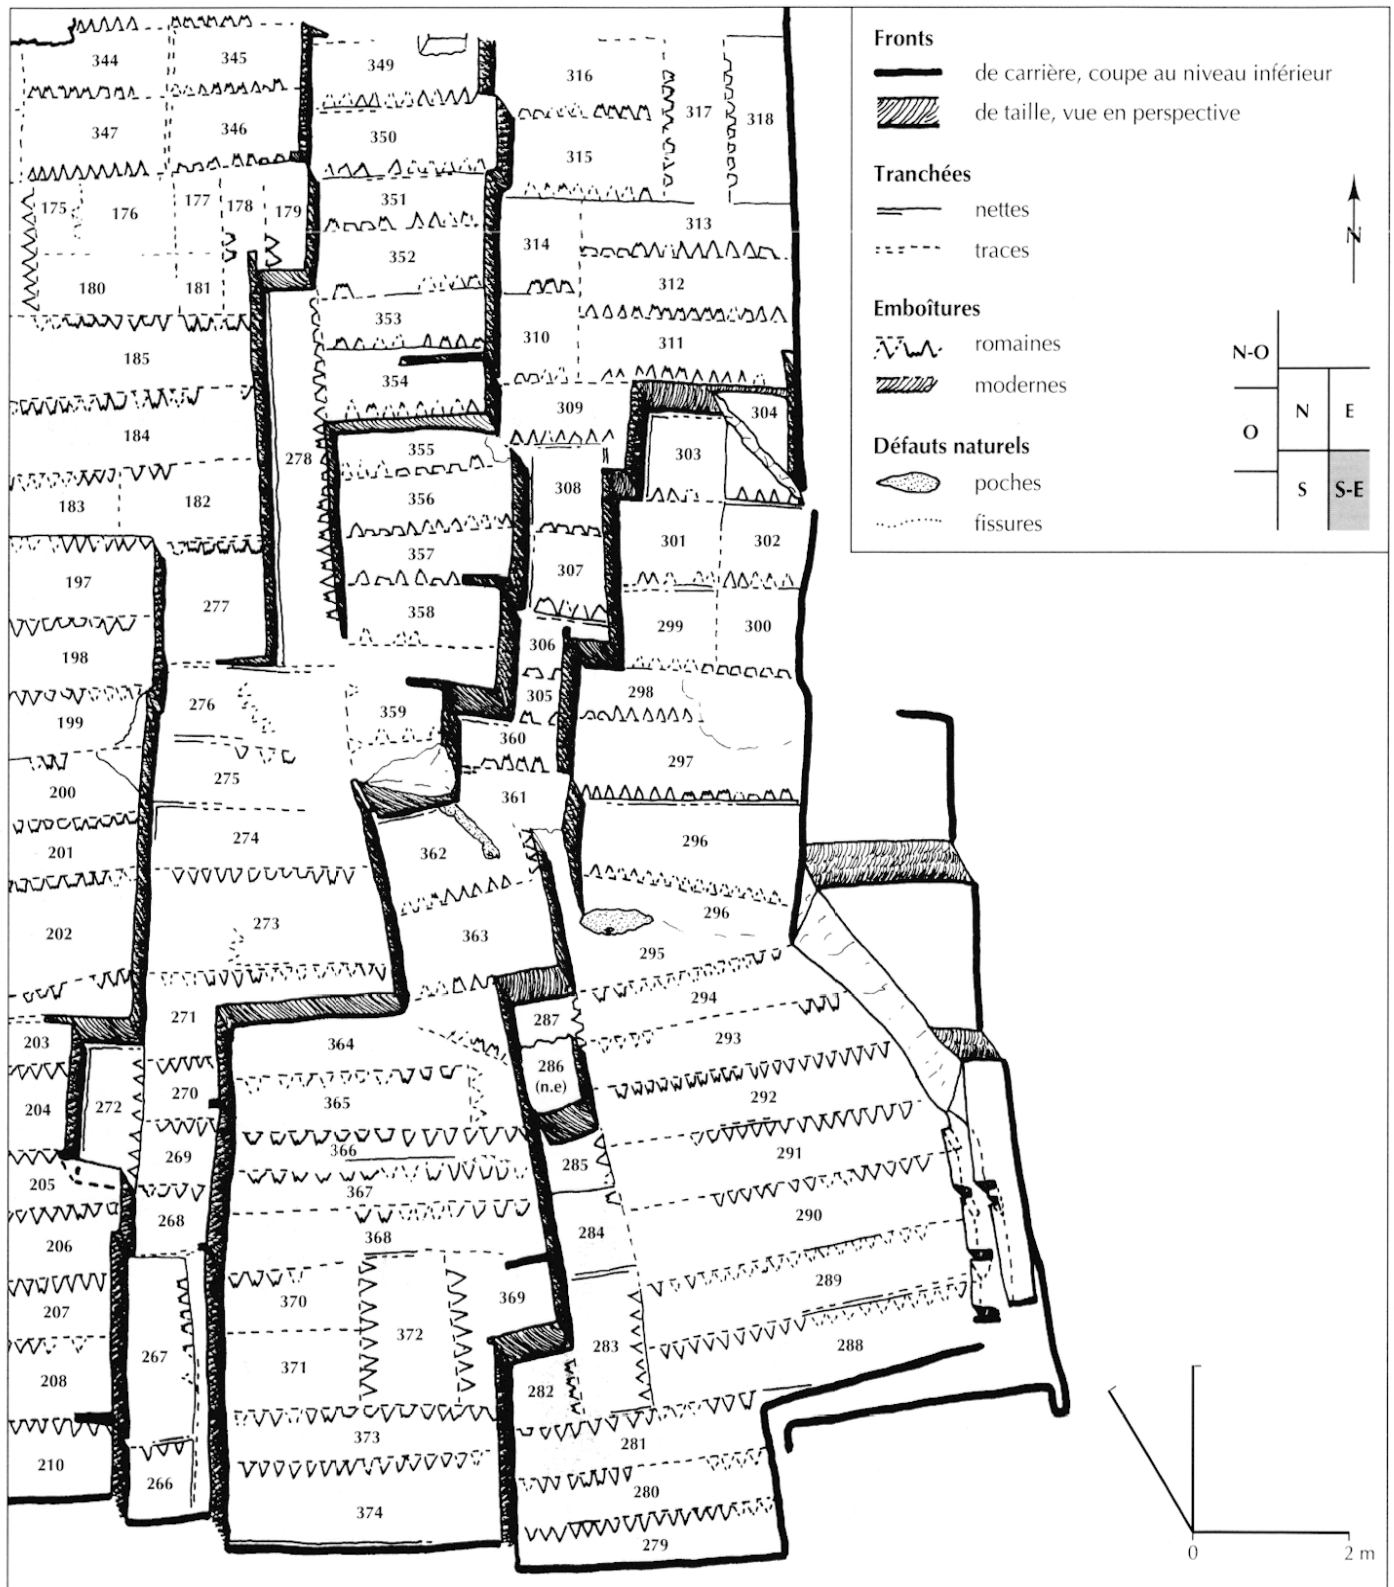 Fronts
de carrière, coupe au niveau inférieur
de taille, vue en perspective
Tranchées
nettes
traces
Emboîtures
romaines
modernes
Défauts naturels
poches
fissures
N
N-O
N E
O
S S-E
0 2 m
344 345 349 316 317 318
347 346 350 315
175 176 177 178 179 351 314 313
352
180 181 353 310 312
185 354 311
309 304
184 278 355 303
183 182 356 308
357 301 302
197 277 358 307
299 300
198 306
199 276 359 305 298
360
200 275 361 297
201 274 362 296
202 273 363 296
295
294
203 271 364 287 293
204 272 270 365 286
(n.e)
292
205 269 366 285 291
367
206 268 368 284 290
207 370 369 289
267 371 372 283 288
208 282
373 281
210 266 374 280
279